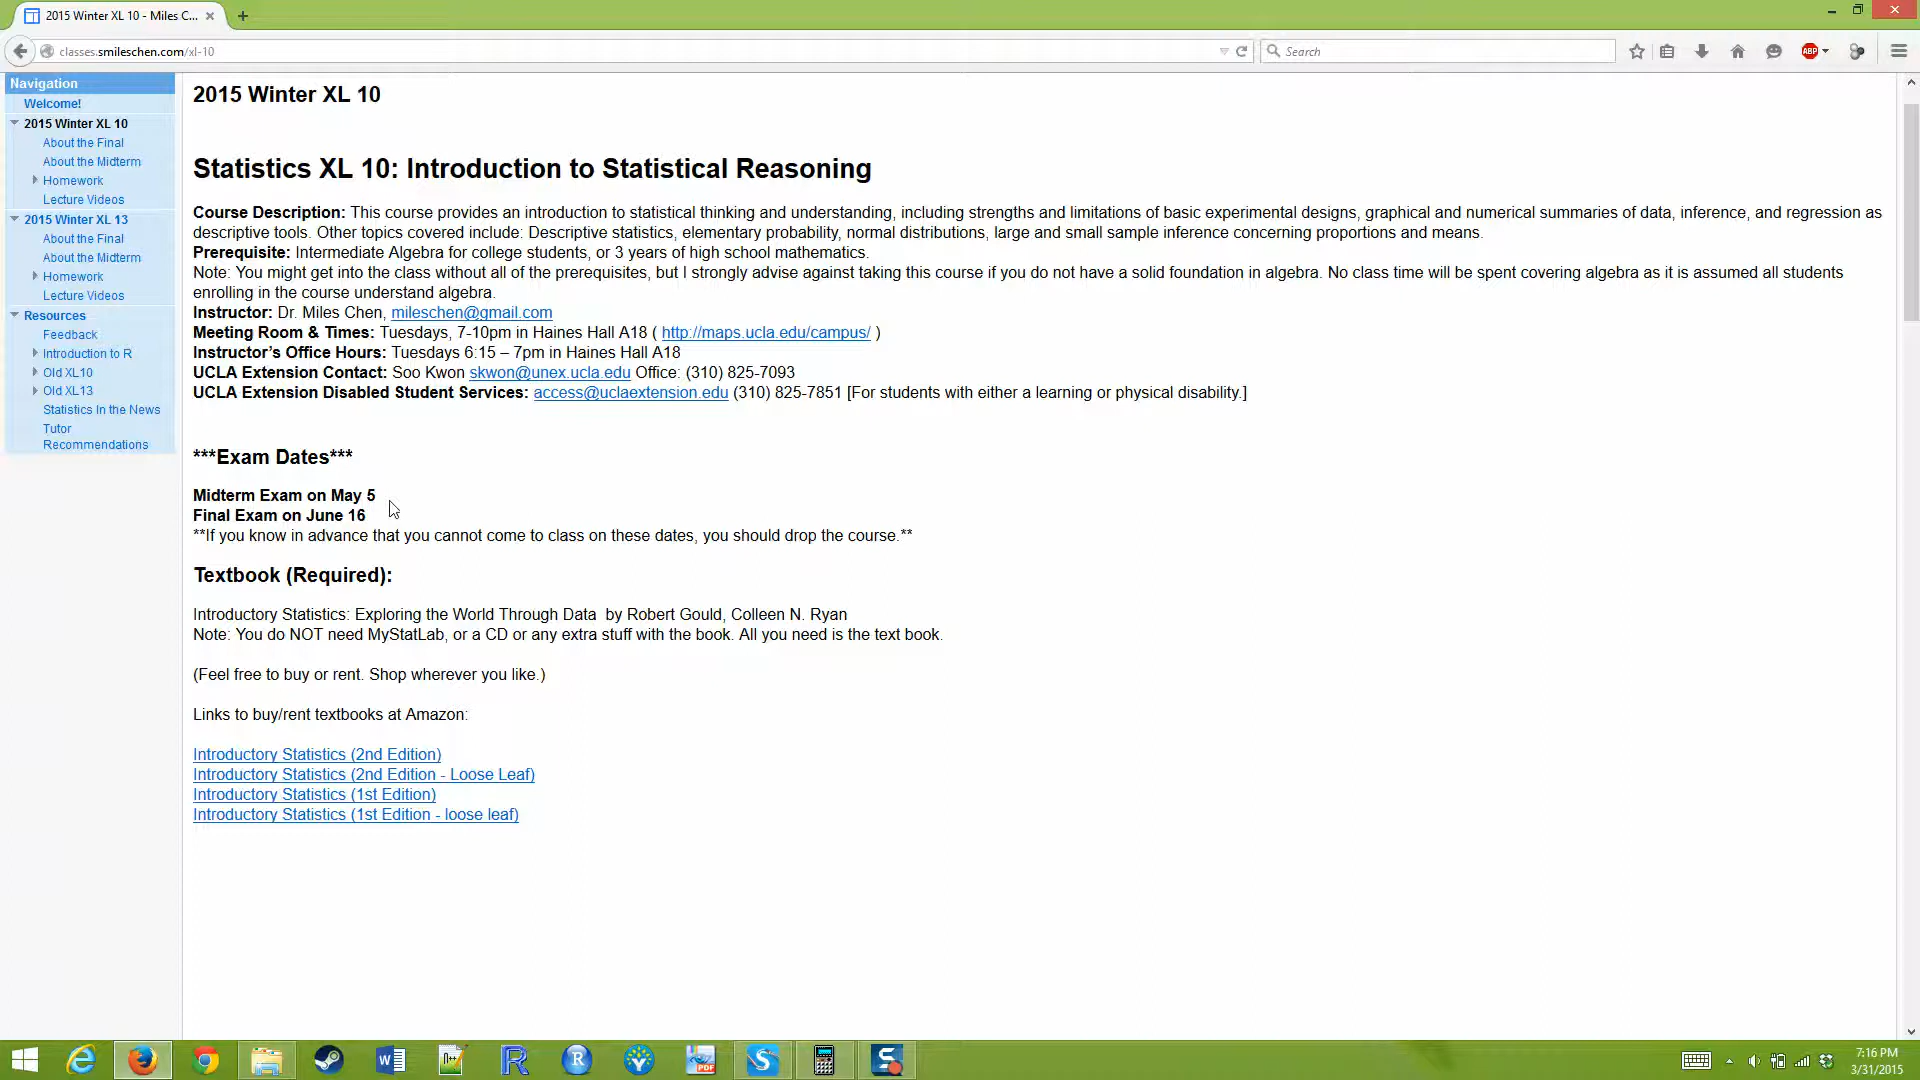 2015 Winter XL 10 - Miles C...
classes.smileschen.com/xl-10
Search
ABP
Navigation
Welcome!
2015 Winter XL 10
About the Final
About the Midterm
Homework
Lecture Videos
2015 Winter XL 13
About the Final
About the Midterm
Homework
Lecture Videos
Resources
Feedback
Introduction to R
Old XL10
Old XL13
Statistics In the News
Tutor
Recommendations
2015 Winter XL 10
Statistics XL 10: Introduction to Statistical Reasoning
Course Description: This course provides an introduction to statistical thinking and understanding, including strengths and limitations of basic experimental designs, graphical and numerical summaries of data, inference, and regression as
descriptive tools. Other topics covered include: Descriptive statistics, elementary probability, normal distributions, large and small sample inference concerning proportions and means.
Prerequisite: Intermediate Algebra for college students, or 3 years of high school mathematics.
Note: You might get into the class without all of the prerequisites, but I strongly advise against taking this course if you do not have a solid foundation in algebra. No class time will be spent covering algebra as it is assumed all students
enrolling in the course understand algebra.
Instructor: Dr. Miles Chen, mileschen@gmail.com
Meeting Room & Times: Tuesdays, 7-10pm in Haines Hall A18 ( http://maps.ucla.edu/campus/ )
Instructor's Office Hours: Tuesdays 6:15 – 7pm in Haines Hall A18
UCLA Extension Contact: Soo Kwon skwon@unex.ucla.edu Office: (310) 825-7093
UCLA Extension Disabled Student Services: access@uclaextension.edu (310) 825-7851 [For students with either a learning or physical disability.]
***Exam Dates***
Midterm Exam on May 5
Final Exam on June 16
**If you know in advance that you cannot come to class on these dates, you should drop the course.**
Textbook (Required):
Introductory Statistics: Exploring the World Through Data by Robert Gould, Colleen N. Ryan
Note: You do NOT need MyStatLab, or a CD or any extra stuff with the book. All you need is the text book.
(Feel free to buy or rent. Shop wherever you like.)
Links to buy/rent textbooks at Amazon:
Introductory Statistics (2nd Edition)
Introductory Statistics (2nd Edition - Loose Leaf)
Introductory Statistics (1st Edition)
Introductory Statistics (1st Edition - loose leaf)
7:16 PM
3/31/2015